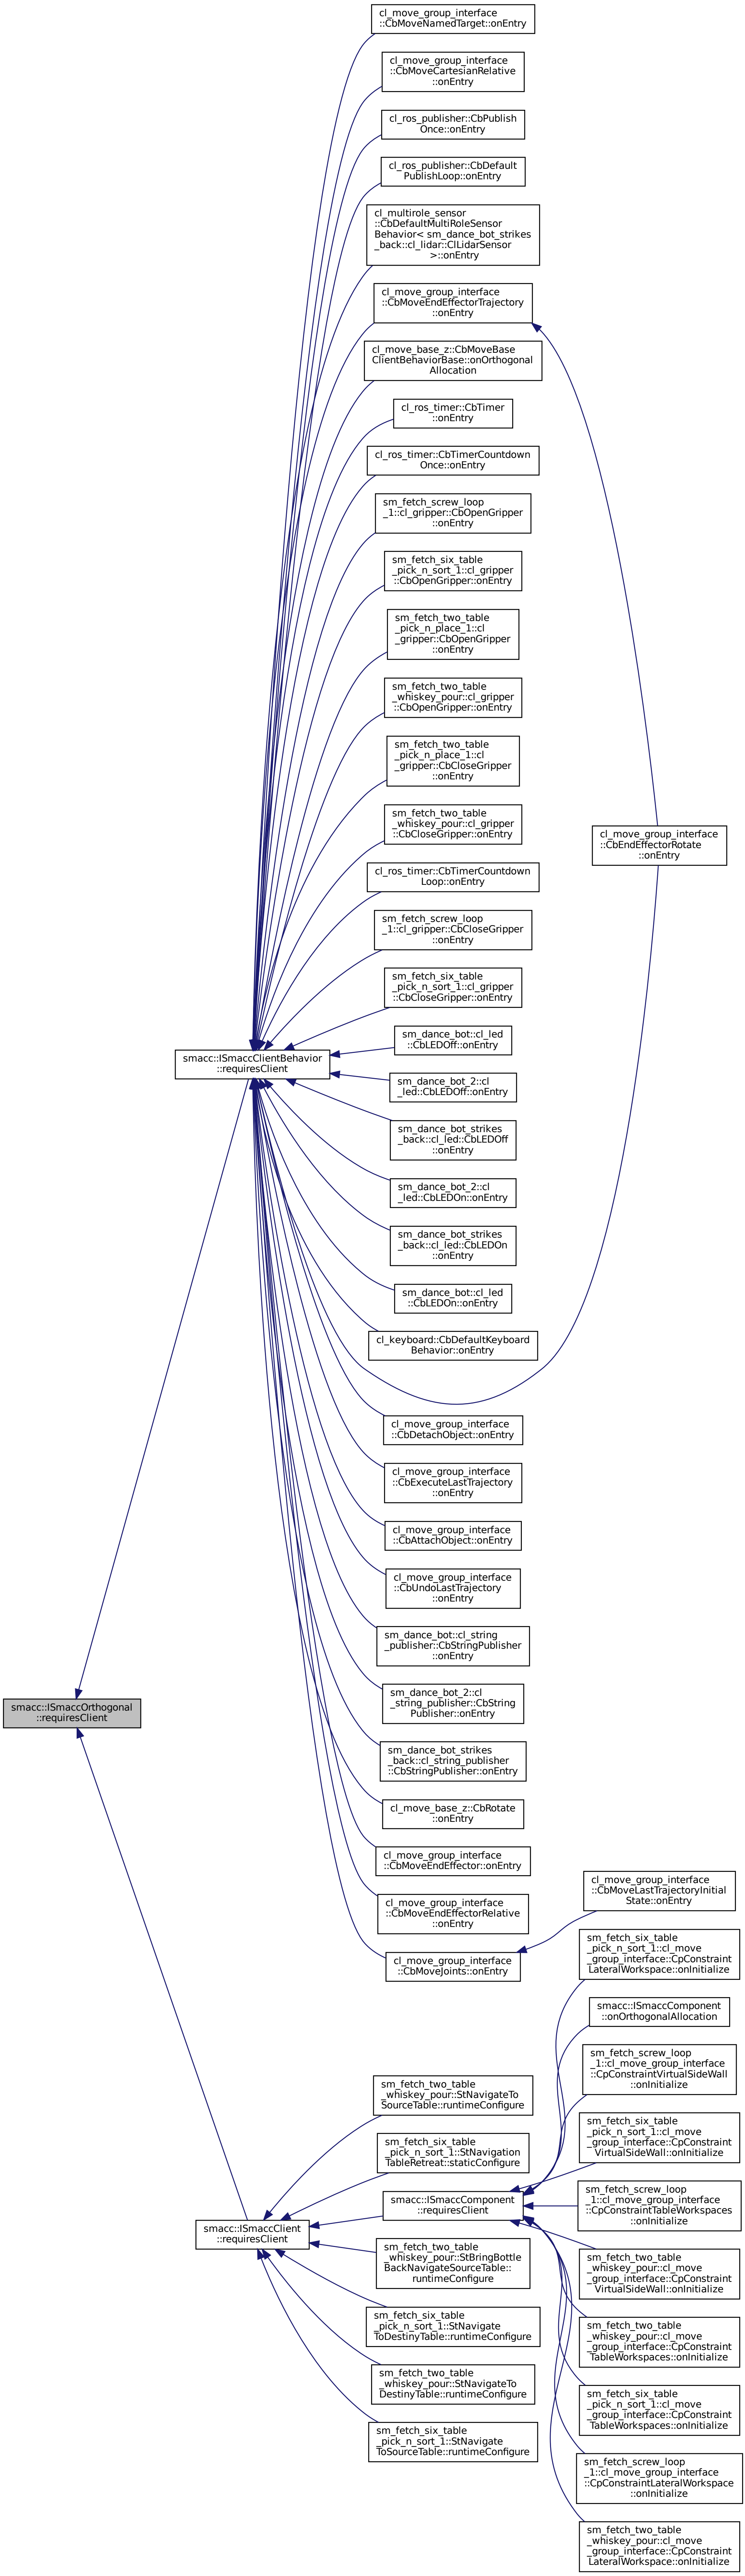 cl_move_group_interface
::CbMoveNamedTarget::onEntry
cl_move_group_interface
::CbMoveCartesianRelative
::onEntry
cl_ros_publisher::CbPublish
Once::onEntry
cl_ros_publisher::CbDefault
PublishLoop::onEntry
cl_multirole_sensor
::CbDefaultMultiRoleSensor
Behavior< sm_dance_bot_strikes
_back::cl_lidar::ClLidarSensor
>::onEntry
cl_move_group_interface
::CbMoveEndEffectorTrajectory
::onEntry
cl_move_base_z::CbMoveBase
ClientBehaviorBase::onOrthogonal
Allocation
cl_ros_timer::CbTimer
::onEntry
cl_ros_timer::CbTimerCountdown
Once::onEntry
sm_fetch_screw_loop
_1::cl_gripper::CbOpenGripper
::onEntry
sm_fetch_six_table
_pick_n_sort_1::cl_gripper
::CbOpenGripper::onEntry
sm_fetch_two_table
_pick_n_place_1::cl
_gripper::CbOpenGripper
::onEntry
sm_fetch_two_table
_whiskey_pour::cl_gripper
::CbOpenGripper::onEntry
sm_fetch_two_table
_pick_n_place_1::cl
_gripper::CbCloseGripper
::onEntry
sm_fetch_two_table
_whiskey_pour::cl_gripper
::CbCloseGripper::onEntry
cl_move_group_interface
::CbEndEffectorRotate
::onEntry
cl_ros_timer::CbTimerCountdown
Loop::onEntry
sm_fetch_screw_loop
_1::cl_gripper::CbCloseGripper
::onEntry
sm_fetch_six_table
_pick_n_sort_1::cl_gripper
::CbCloseGripper::onEntry
sm_dance_bot::cl_led
::CbLEDOff::onEntry
smacc::ISmaccClientBehavior
::requiresClient
sm_dance_bot_2::cl
_led::CbLEDOff::onEntry
sm_dance_bot_strikes
_back::cl_led::CbLEDOff
::onEntry
sm_dance_bot_2::cl
_led::CbLEDOn::onEntry
sm_dance_bot_strikes
_back::cl_led::CbLEDOn
::onEntry
sm_dance_bot::cl_led
::CbLEDOn::onEntry
cl_keyboard::CbDefaultKeyboard
Behavior::onEntry
cl_move_group_interface
::CbDetachObject::onEntry
cl_move_group_interface
::CbExecuteLastTrajectory
::onEntry
cl_move_group_interface
::CbAttachObject::onEntry
cl_move_group_interface
::CbUndoLastTrajectory
::onEntry
sm_dance_bot::cl_string
_publisher::CbStringPublisher
::onEntry
sm_dance_bot_2::cl
_string_publisher::CbString
Publisher::onEntry
smacc::ISmaccOrthogonal
::requiresClient
sm_dance_bot_strikes
_back::cl_string_publisher
::CbStringPublisher::onEntry
cl_move_base_z::CbRotate
::onEntry
cl_move_group_interface
::CbMoveEndEffector::onEntry
cl_move_group_interface
::CbMoveEndEffectorRelative
::onEntry
cl_move_group_interface
::CbMoveJoints::onEntry
cl_move_group_interface
::CbMoveLastTrajectoryInitial
State::onEntry
sm_fetch_six_table
_pick_n_sort_1::cl_move
_group_interface::CpConstraint
LateralWorkspace::onInitialize
smacc::ISmaccComponent
::onOrthogonalAllocation
sm_fetch_screw_loop
_1::cl_move_group_interface
::CpConstraintVirtualSideWall
::onInitialize
sm_fetch_two_table
_whiskey_pour::StNavigateTo
SourceTable::runtimeConfigure
sm_fetch_six_table
_pick_n_sort_1::cl_move
_group_interface::CpConstraint
VirtualSideWall::onInitialize
sm_fetch_six_table
_pick_n_sort_1::StNavigation
TableRetreat::staticConfigure
smacc::ISmaccComponent
::requiresClient
sm_fetch_screw_loop
_1::cl_move_group_interface
::CpConstraintTableWorkspaces
::onInitialize
smacc::ISmaccClient
::requiresClient
sm_fetch_two_table
_whiskey_pour::StBringBottle
BackNavigateSourceTable::
runtimeConfigure
sm_fetch_two_table
_whiskey_pour::cl_move
_group_interface::CpConstraint
VirtualSideWall::onInitialize
sm_fetch_six_table
_pick_n_sort_1::StNavigate
ToDestinyTable::runtimeConfigure
sm_fetch_two_table
_whiskey_pour::cl_move
_group_interface::CpConstraint
TableWorkspaces::onInitialize
sm_fetch_two_table
_whiskey_pour::StNavigateTo
DestinyTable::runtimeConfigure
sm_fetch_six_table
_pick_n_sort_1::cl_move
_group_interface::CpConstraint
TableWorkspaces::onInitialize
sm_fetch_six_table
_pick_n_sort_1::StNavigate
ToSourceTable::runtimeConfigure
sm_fetch_screw_loop
_1::cl_move_group_interface
::CpConstraintLateralWorkspace
::onInitialize
sm_fetch_two_table
_whiskey_pour::cl_move
_group_interface::CpConstraint
LateralWorkspace::onInitialize